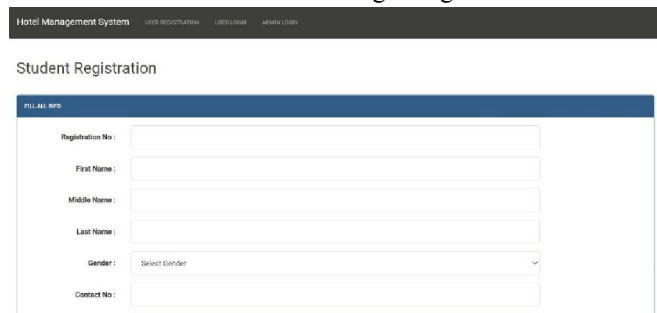 Hotel Management System USER REGISTRATION USER LOGIN ADMIN LOGIN
Student Registration
FILL ALL INFO
Registration No :
First Name :
Middle Name :
Last Name :
Gender : Select Gender
Contact No :